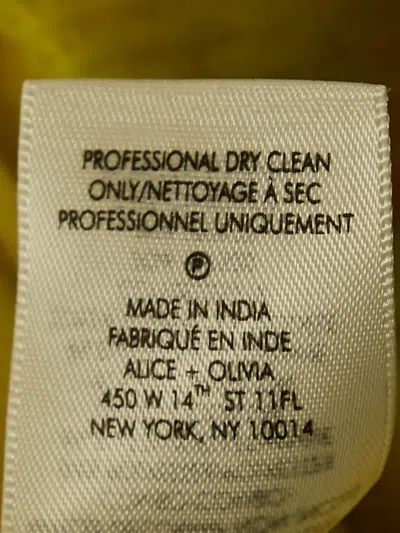 PROFESSIONAL DRY CLEAN
ONLY/NETTOYAGE À SEC
PROFESSIONNEL UNIQUEMENT
P
MADE IN INDIA
FABRIQUÉ EN INDE
ALICE + OLIVIA
450 W 14TH ST 11FL
NEW YORK, NY 10014